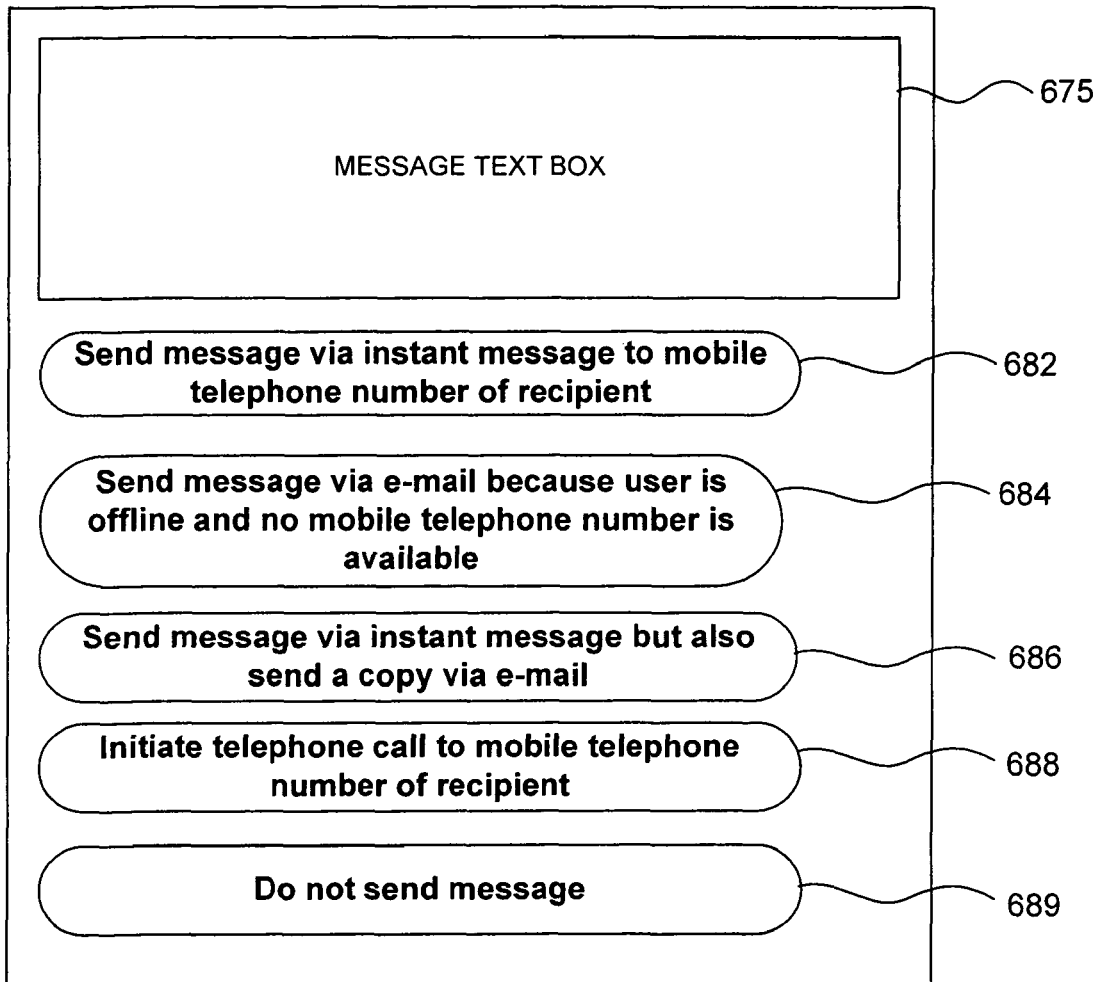 MESSAGE TEXT BOX
675
Send message via instant message to mobile
telephone number of recipient
682
Send message via e-mail because user is
offline and no mobile telephone number is
available
684
Send message via instant message but also
send a copy via e-mail
686
Initiate telephone call to mobile telephone
number of recipient
688
Do not send message
689